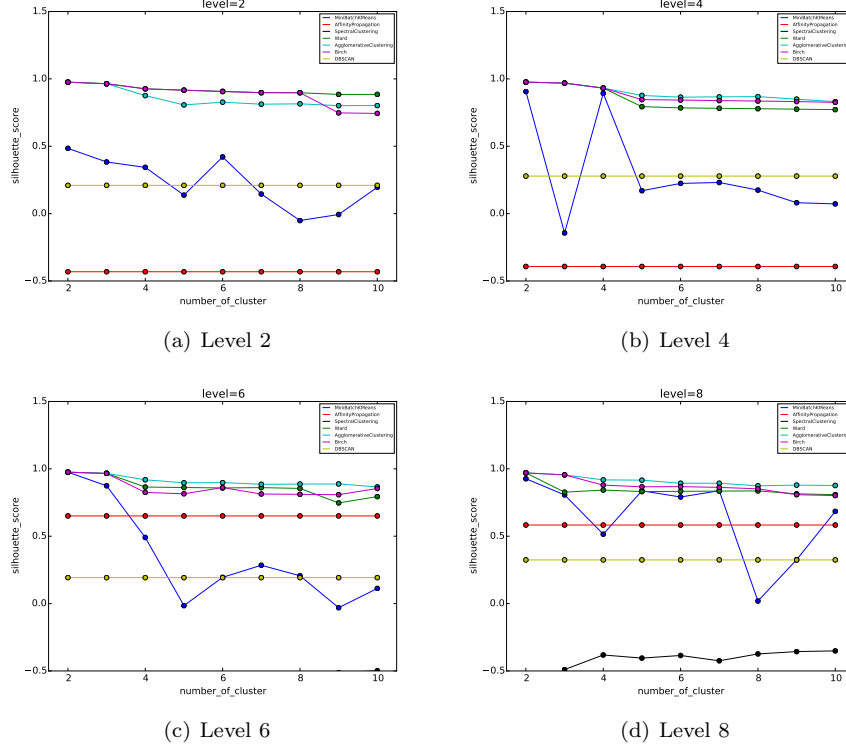 level=2
MiniBatchKMeans
AffinityPropagation
SpectralClustering
Ward
AgglomerativeClustering
Birch
DBSCAN
1.5
1.0
0.5
0.0
−0.5
silhouette_score
2 4 6 8 10
number_of_cluster
(a) Level 2
level=4
MiniBatchKMeans
AffinityPropagation
SpectralClustering
Ward
AgglomerativeClustering
Birch
DBSCAN
1.5
1.0
0.5
0.0
−0.5
silhouette_score
2 4 6 8 10
number_of_cluster
(b) Level 4
level=6
MiniBatchKMeans
AffinityPropagation
SpectralClustering
Ward
AgglomerativeClustering
Birch
DBSCAN
1.5
1.0
0.5
0.0
−0.5
silhouette_score
2 4 6 8 10
number_of_cluster
(c) Level 6
level=8
MiniBatchKMeans
AffinityPropagation
SpectralClustering
Ward
AgglomerativeClustering
Birch
DBSCAN
1.5
1.0
0.5
0.0
−0.5
silhouette_score
2 4 6 8 10
number_of_cluster
(d) Level 8